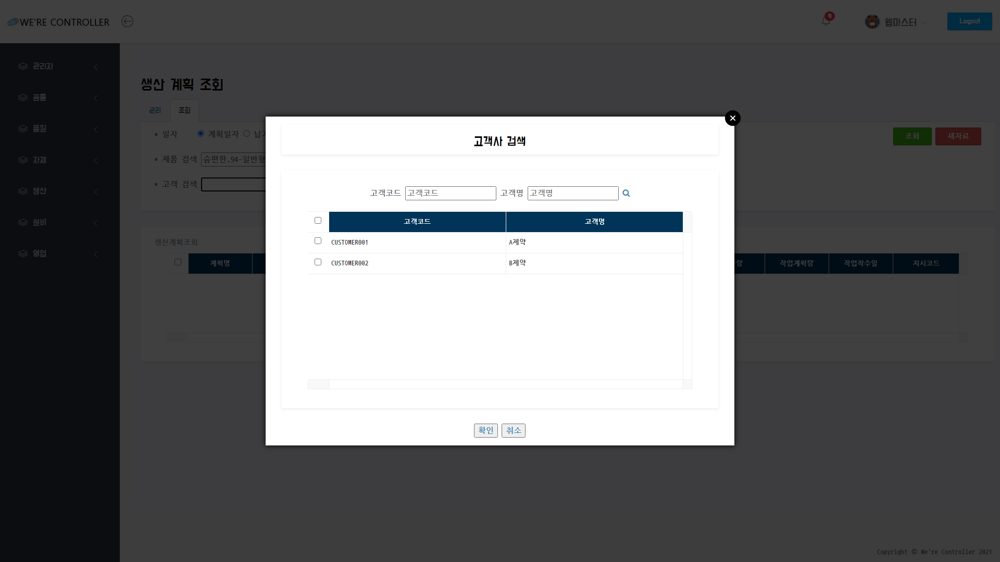 WE'RE CONTROLLER
9
웹마스터
Logout
관리자
공통
품질
자재
생산
설비
영업
생산 계획 조회
관리
조회
* 일자
계획일자
* 제품 검색
숨편한.94-일반형
* 고객 검색
조회
새자료
생산계획조회
계획명
작업계획량
작업착수일
지시코드
고객사 검색
고객코드 고객코드 고객명 고객명
고객코드 고객명
CUSTOMER001 A제약
CUSTOMER002 B제약
확인 취소
Copyright © We're Controller 2021